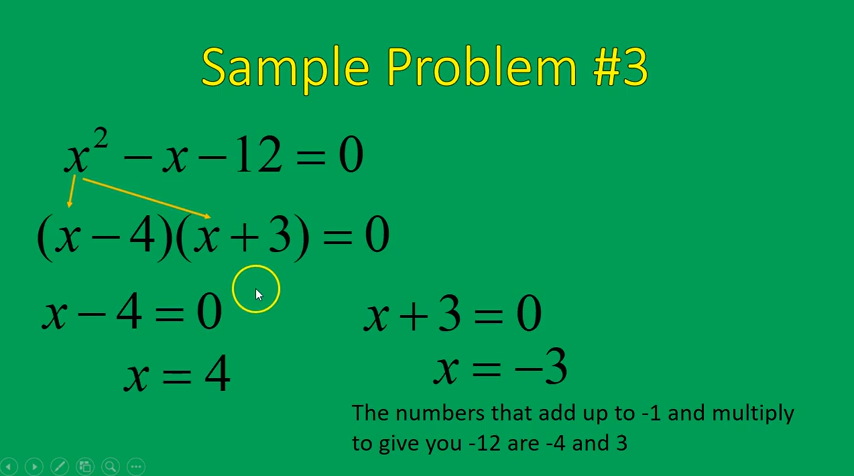 Sample Problem #3
x² − x − 12 = 0
(x − 4)(x + 3) = 0
x − 4 = 0
x + 3 = 0
x = 4
x = −3
The numbers that add up to -1 and multiply
to give you -12 are -4 and 3